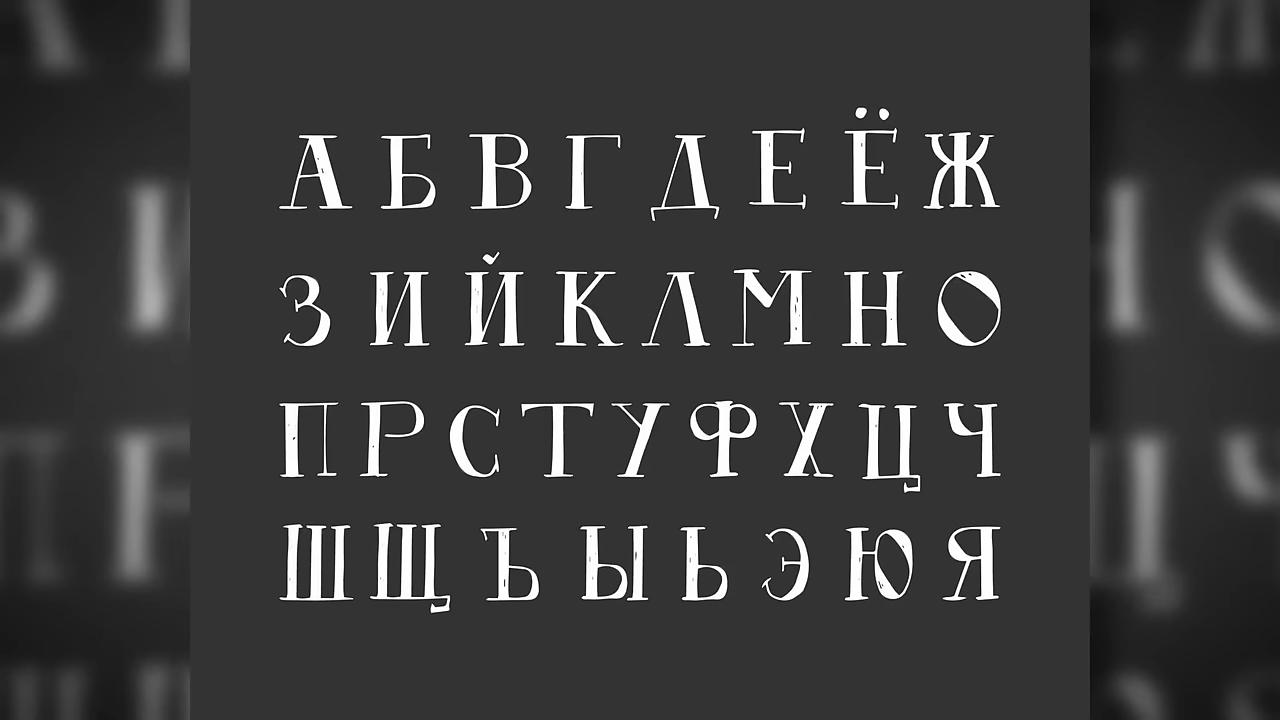 А Б В Г Д Е Ё Ж
З И Й К Л М Н О
П Р С Т У Ф Х Ц Ч
Ш Щ Ъ Ы Ь Э Ю Я